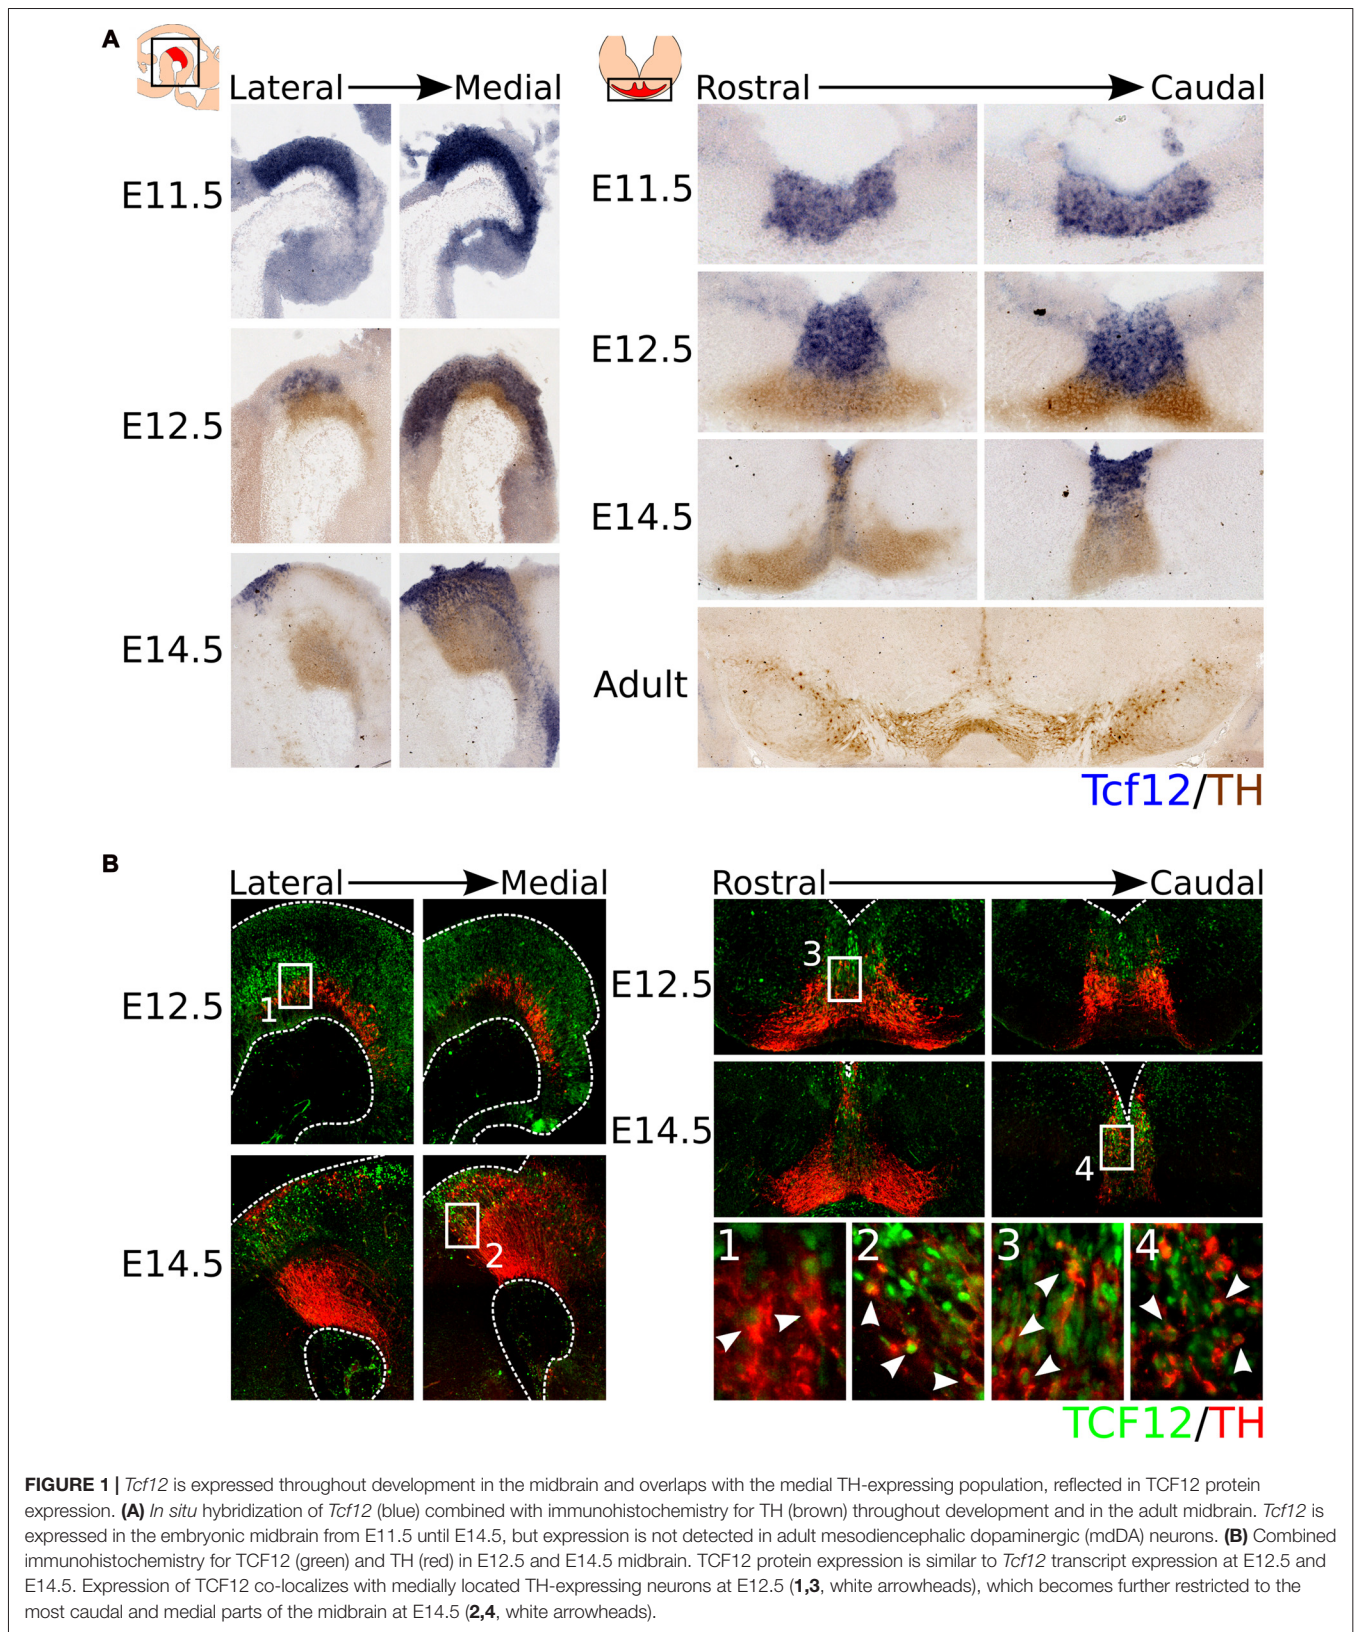 A
Lateral Medial
Rostral Caudal
E11.5
E12.5
E14.5
E11.5
E12.5
E14.5
Adult
Tcf12/TH
B
Lateral Medial
Rostral Caudal
E12.5
1
E14.5
2
E12.5
3
E14.5
4
1 2 3 4
TCF12/TH
FIGURE 1 | Tcf12 is expressed throughout development in the midbrain and overlaps with the medial TH-expressing population, reflected in TCF12 protein
expression. (A) In situ hybridization of Tcf12 (blue) combined with immunohistochemistry for TH (brown) throughout development and in the adult midbrain. Tcf12 is
expressed in the embryonic midbrain from E11.5 until E14.5, but expression is not detected in adult mesodiencephalic dopaminergic (mdDA) neurons. (B) Combined
immunohistochemistry for TCF12 (green) and TH (red) in E12.5 and E14.5 midbrain. TCF12 protein expression is similar to Tcf12 transcript expression at E12.5 and
E14.5. Expression of TCF12 co-localizes with medially located TH-expressing neurons at E12.5 (1,3, white arrowheads), which becomes further restricted to the
most caudal and medial parts of the midbrain at E14.5 (2,4, white arrowheads).